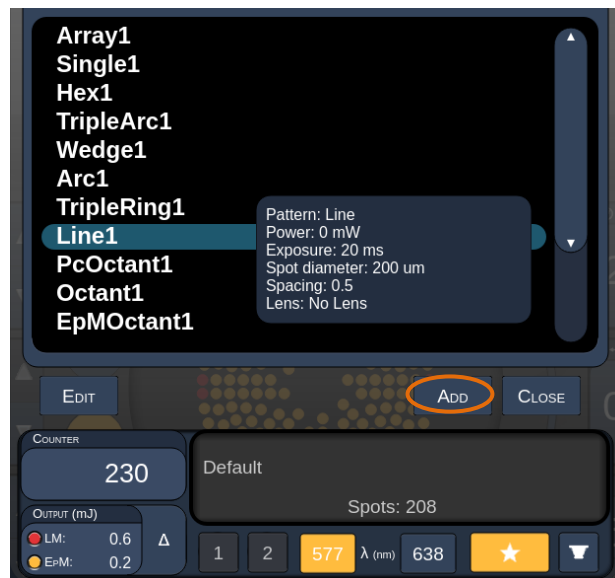 Array1
Single1
Hex1
TripleArc1
Wedge1
Arc1
TripleRing1
Line1
PcOctant1
Octant1
EpMOctant1
Pattern: Line
Power: 0 mW
Exposure: 20 ms
Spot diameter: 200 um
Spacing: 0.5
Lens: No Lens
EDIT
ADD
CLOSE
COUNTER
230
OUTPUT (mJ)
LM: 0.6
EPM: 0.2
Δ
Default
Spots: 208
1 2 577 λ (nm) 638